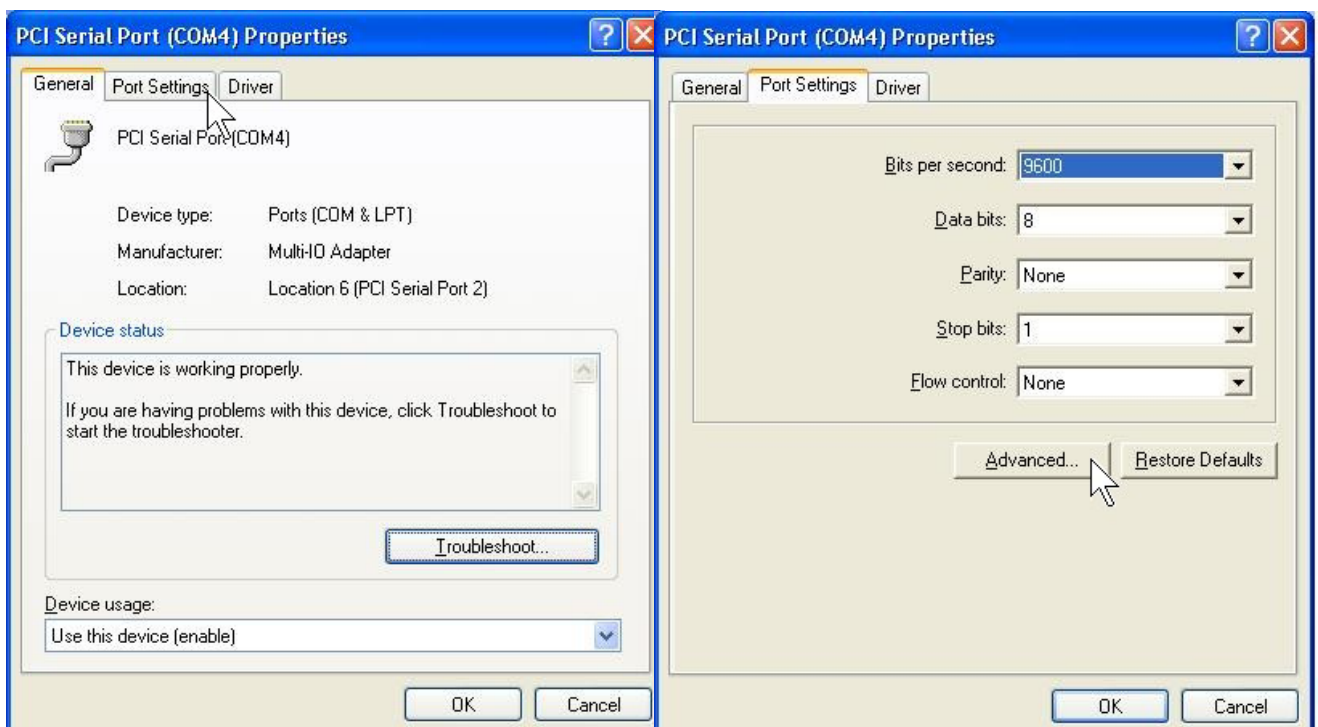 PCI Serial Port (COM4) Properties
General Port Settings Driver
PCI Serial Port (COM4)
Device type: Ports (COM & LPT)
Manufacturer: Multi-IO Adapter
Location: Location 6 (PCI Serial Port 2)
Device status
This device is working properly.
If you are having problems with this device, click Troubleshoot to
start the troubleshooter.
Troubleshoot...
Device usage:
Use this device (enable)
OK Cancel
PCI Serial Port (COM4) Properties
General Port Settings Driver
Bits per second: 9600
Data bits: 8
Parity: None
Stop bits: 1
Flow control: None
Advanced... Restore Defaults
OK Cancel